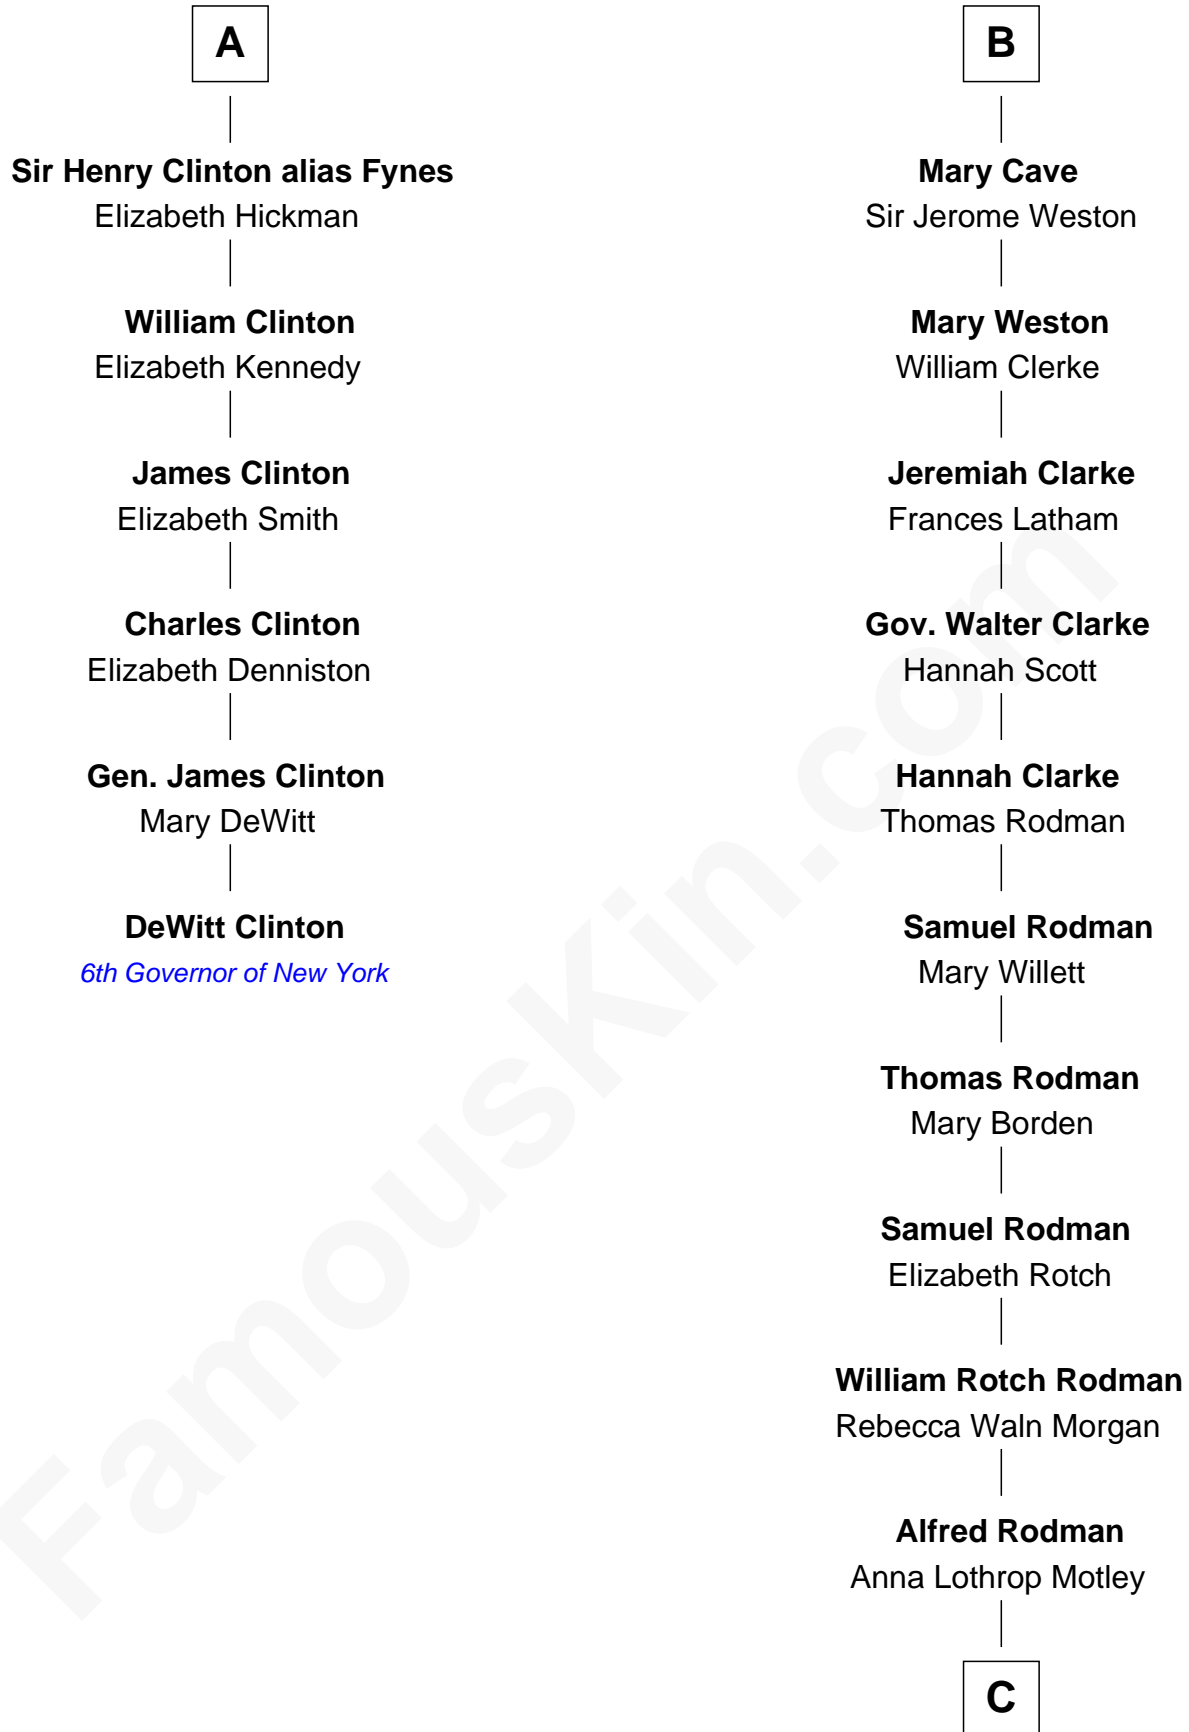 A
Sir Henry Clinton alias Fynes
Elizabeth Hickman
William Clinton
Elizabeth Kennedy
James Clinton
Elizabeth Smith
Charles Clinton
Elizabeth Denniston
Gen. James Clinton
Mary DeWitt
DeWitt Clinton
6th Governor of New York
B
Mary Cave
Sir Jerome Weston
Mary Weston
William Clerke
Jeremiah Clarke
Frances Latham
Gov. Walter Clarke
Hannah Scott
Hannah Clarke
Thomas Rodman
Samuel Rodman
Mary Willett
Thomas Rodman
Mary Borden
Samuel Rodman
Elizabeth Rotch
William Rotch Rodman
Rebecca Waln Morgan
Alfred Rodman
Anna Lothrop Motley
C
FamousKin.com